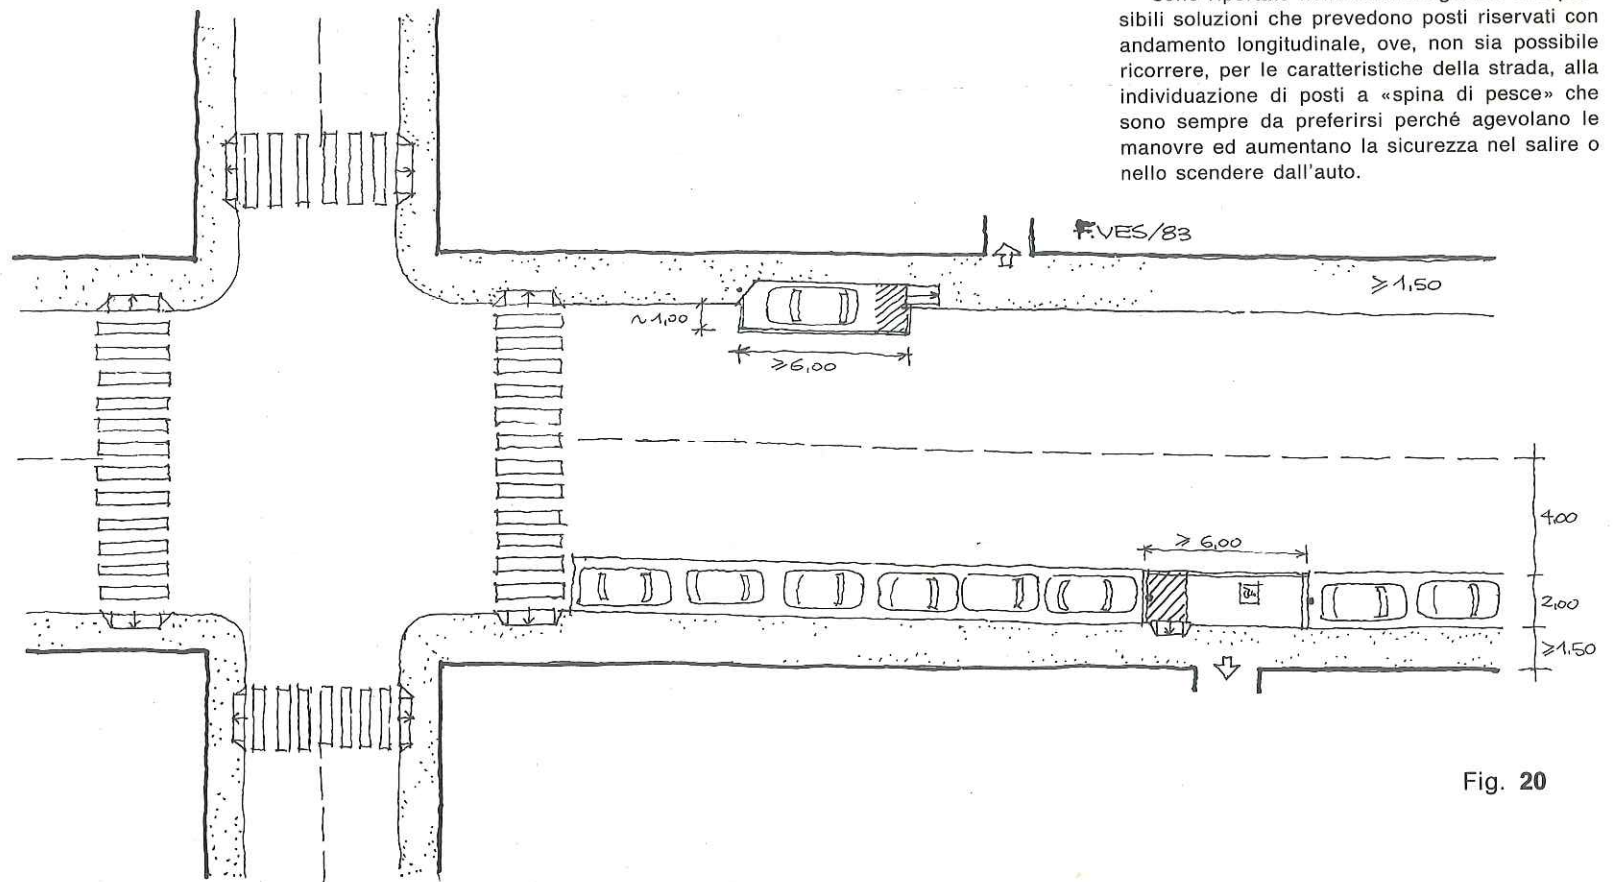 sibili soluzioni che prevedono posti riservati con
andamento longitudinale, ove, non sia possibile
ricorrere, per le caratteristiche della strada, alla
individuazione di posti a «spina di pesce» che
sono sempre da preferirsi perché agevolano le
manovre ed aumentano la sicurezza nel salire o
nello scendere dall'auto.
F.VES/83
≥1,50
~1,00
≥6,00
4,00
≥ 6,00
2,00
≥1,50
Fig. 20